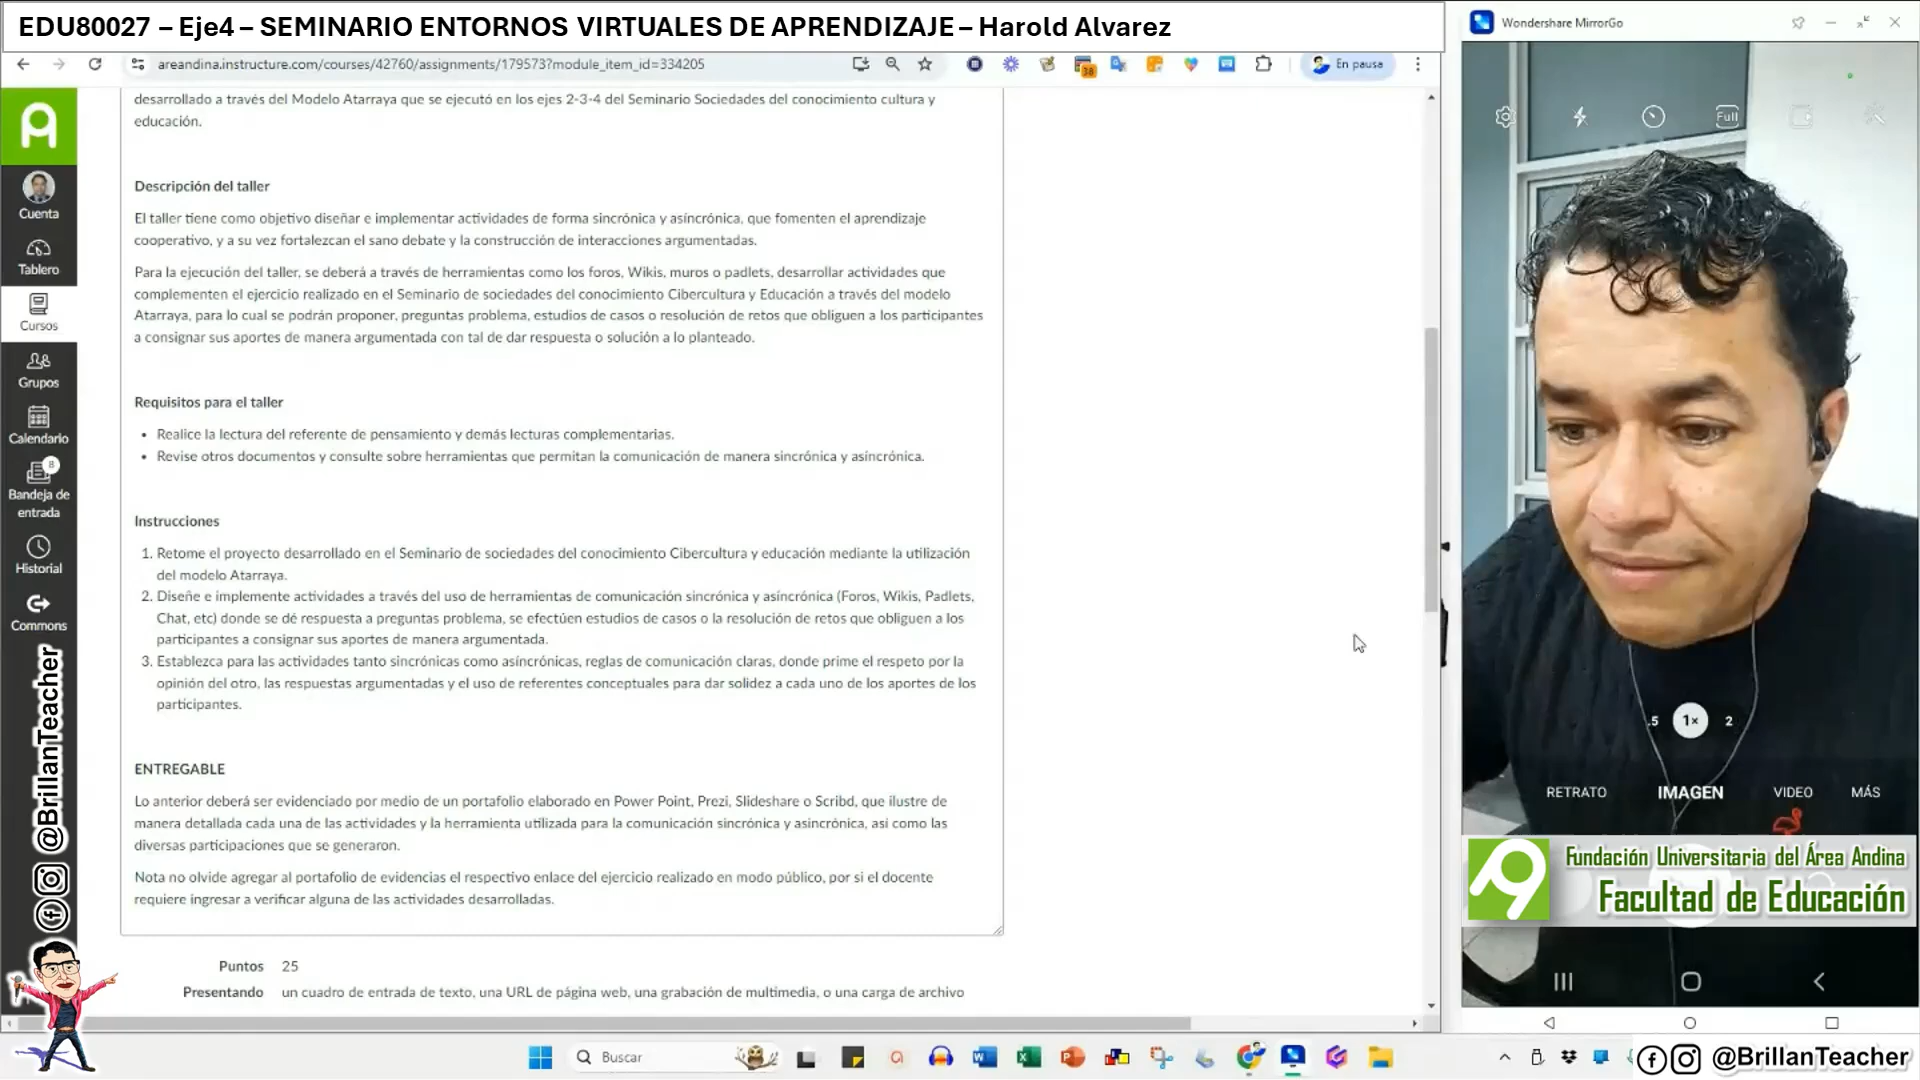 EDU80027 – Eje4 – SEMINARIO ENTORNOS VIRTUALES DE APRENDIZAJE – Harold Alvarez
Wondershare MirrorGo
areandina.instructure.com/courses/42760/assignments/179573?module_item_id=334205
38
En pausa
desarrollado a través del Modelo Atarraya que se ejecutó en los ejes 2-3-4 del Seminario Sociedades del conocimiento cultura y
educación.
Full
Descripción del taller
El taller tiene como objetivo diseñar e implementar actividades de forma sincrónica y asíncrónica, que fomenten el aprendizaje
cooperativo, y a su vez fortalezcan el sano debate y la construcción de interacciones argumentadas.
Para la ejecución del taller, se deberá a través de herramientas como los foros, Wikis, muros o padlets, desarrollar actividades que
complementen el ejercicio realizado en el Seminario de sociedades del conocimiento Cibercultura y Educación a través del modelo
Atarraya, para lo cual se podrán proponer, preguntas problema, estudios de casos o resolución de retos que obliguen a los participantes
a consignar sus aportes de manera argumentada con tal de dar respuesta o solución a lo planteado.
Requisitos para el taller
• Realice la lectura del referente de pensamiento y demás lecturas complementarias.
• Revise otros documentos y consulte sobre herramientas que permitan la comunicación de manera sincrónica y asíncrónica.
Instrucciones
1. Retome el proyecto desarrollado en el Seminario de sociedades del conocimiento Cibercultura y educación mediante la utilización
del modelo Atarraya.
2. Diseñe e implemente actividades a través del uso de herramientas de comunicación sincrónica y asíncrónica (Foros, Wikis, Padlets,
Chat, etc) donde se dé respuesta a preguntas problema, se efectúen estudios de casos o la resolución de retos que obliguen a los
participantes a consignar sus aportes de manera argumentada.
3. Establezca para las actividades tanto sincrónicas como asíncrónicas, reglas de comunicación claras, donde prime el respeto por la
opinión del otro, las respuestas argumentadas y el uso de referentes conceptuales para dar solidez a cada uno de los aportes de los
participantes.
ENTREGABLE
Lo anterior deberá ser evidenciado por medio de un portafolio elaborado en Power Point, Prezi, Slideshare o Scribd, que ilustre de
manera detallada cada una de las actividades y la herramienta utilizada para la comunicación sincrónica y asincrónica, así como las
diversas participaciones que se generaron.
Nota no olvide agregar al portafolio de evidencias el respectivo enlace del ejercicio realizado en modo público, por si el docente
requiere ingresar a verificar alguna de las actividades desarrolladas.
Puntos 25
Presentando un cuadro de entrada de texto, una URL de página web, una grabación de multimedia, o una carga de archivo
Cuenta
Tablero
Cursos
Grupos
Calendario
8
Bandeja de
entrada
Historial
Commons
@BrillanTeacher
.5 1× 2
RETRATO IMAGEN VIDEO MÁS
Fundación Universitaria del Área Andina
Facultad de Educación
Buscar
@BrillanTeacher